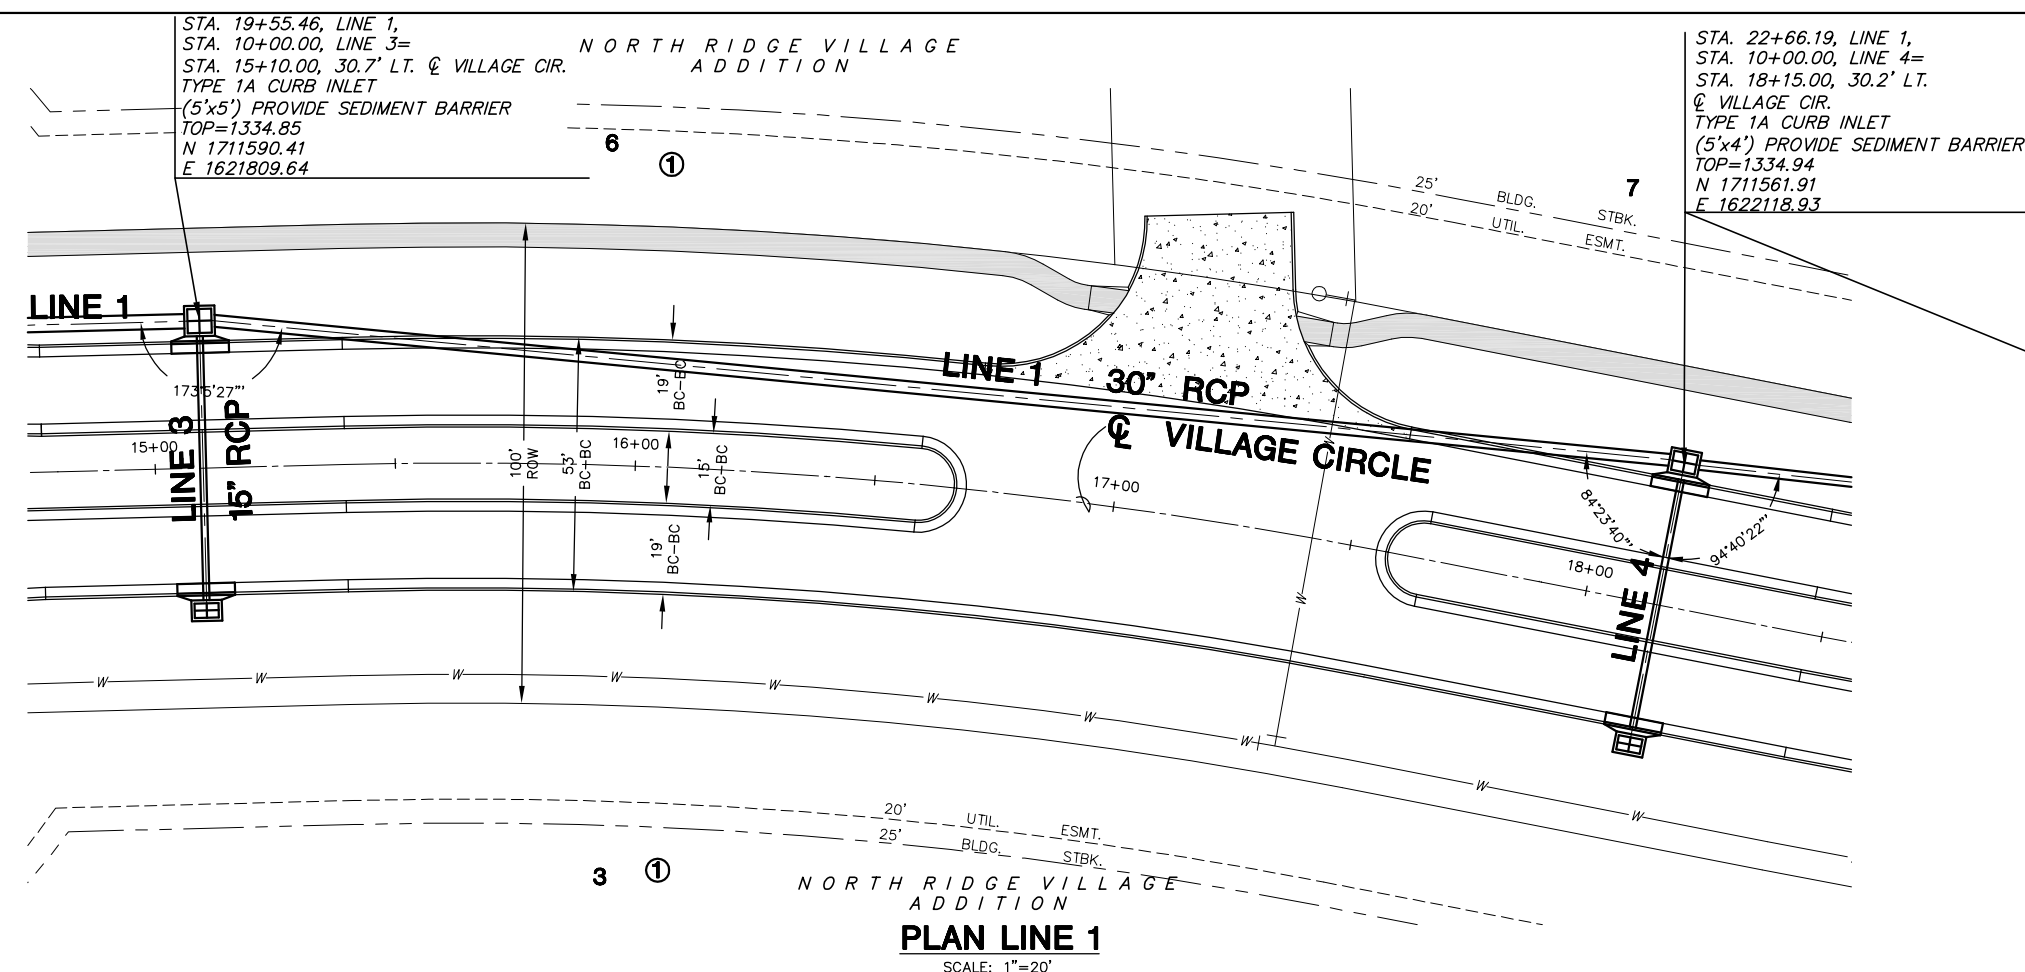 STA. 19+55.46, LINE 1,
STA. 10+00.00, LINE 3=
STA. 15+10.00, 30.7' LT. ℄ VILLAGE CIR.
TYPE 1A CURB INLET
(5'x5') PROVIDE SEDIMENT BARRIER
TOP=1334.85
N 1711590.41
E 1621809.64
NORTH RIDGE VILLAGE
ADDITION
STA. 22+66.19, LINE 1,
STA. 10+00.00, LINE 4=
STA. 18+15.00, 30.2' LT.
℄ VILLAGE CIR.
TYPE 1A CURB INLET
(5'x4') PROVIDE SEDIMENT BARRIER
TOP=1334.94
N 1711561.91
E 1622118.93
6
①
7
25' BLDG. STBK.
20' UTIL. ESMT.
LINE 1
173°5'27"'
LINE 3
15" RCP
15+00
16+00
100'
ROW
53'
BC-BC
19'
BC-BC
15'
BC-BC
19'
BC-BC
LINE 1 30" RCP
℄ VILLAGE CIRCLE
17+00
18+00
84°23'40"'
94°40'22"'
LINE 4
W
W
W
W
W
W
W
W
W
W
W
W
20' UTIL. ESMT.
25' BLDG. STBK.
3
①
NORTH RIDGE VILLAGE
ADDITION
PLAN LINE 1
SCALE: 1"=20'